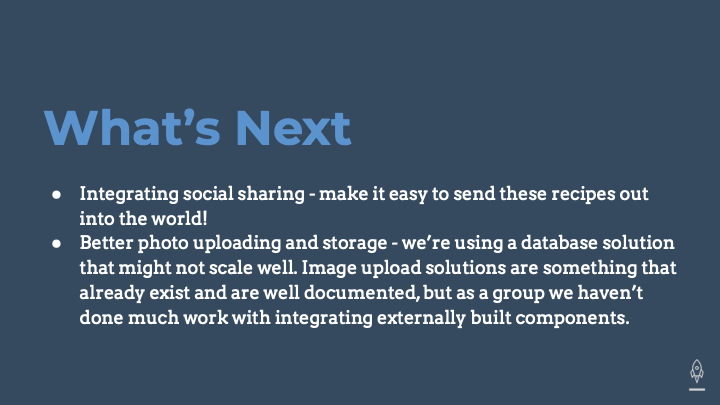 What’s Next
● Integrating social sharing - make it easy to send these recipes out
into the world!
● Better photo uploading and storage - we’re using a database solution
that might not scale well. Image upload solutions are something that
already exist and are well documented, but as a group we haven’t
done much work with integrating externally built components.